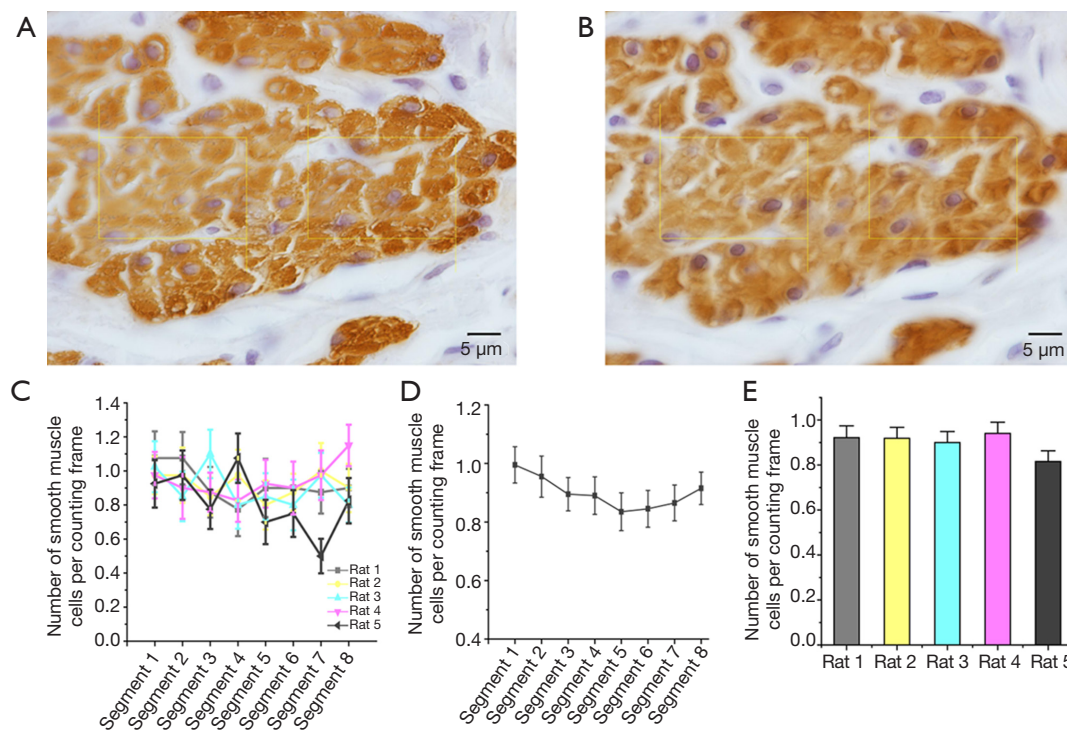 A
B
5 µm
5 µm
C
Number of smooth muscle
cells per counting frame
1.4
1.2
1.0
0.8
0.6
0.4
0.2
0.0
Rat 1
Rat 2
Rat 3
Rat 4
Rat 5
Segment 1
Segment 2
Segment 3
Segment 4
Segment 5
Segment 6
Segment 7
Segment 8
D
Number of smooth muscle
cells per counting frame
1.2
1.0
0.8
0.6
0.4
Segment 1
Segment 2
Segment 3
Segment 4
Segment 5
Segment 6
Segment 7
Segment 8
E
Number of smooth muscle
cells per counting frame
1.0
0.8
0.6
0.4
0.2
0.0
Rat 1 Rat 2 Rat 3 Rat 4 Rat 5